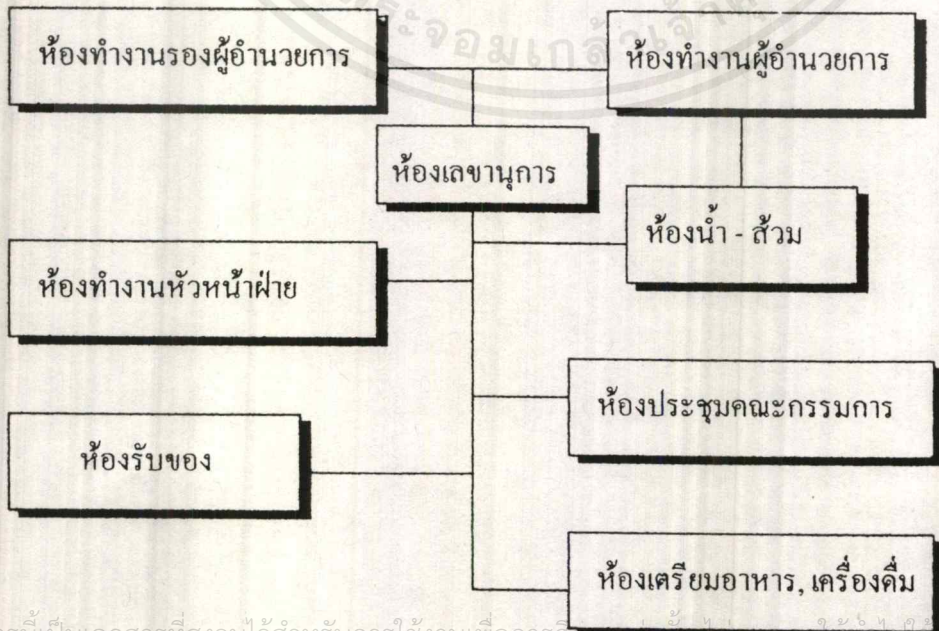 ห้องทำงานรองผู้อำนวยการ
ห้องทำงานผู้อำนวยการ
ห้องเลขานุการ
ห้องน้ำ - ส้วม
ห้องทำงานหัวหน้าฝ่าย
ห้องประชุมคณะกรรมการ
ห้องรับของ
ห้องเตรียมอาหาร, เครื่องดื่ม